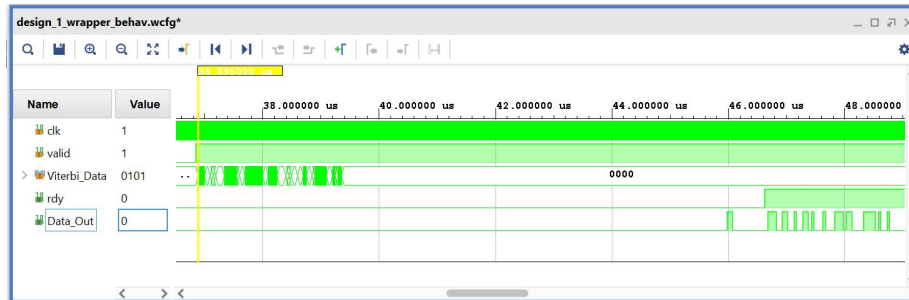 design_1_wrapper_behav.wcfg*
Name Value
38.000000 us 40.000000 us 42.000000 us 44.000000 us 46.000000 us 48.000000
clk 1
valid 1
Viterbi_Data 0101 .. 0000
rdy 0
Data_Out 0